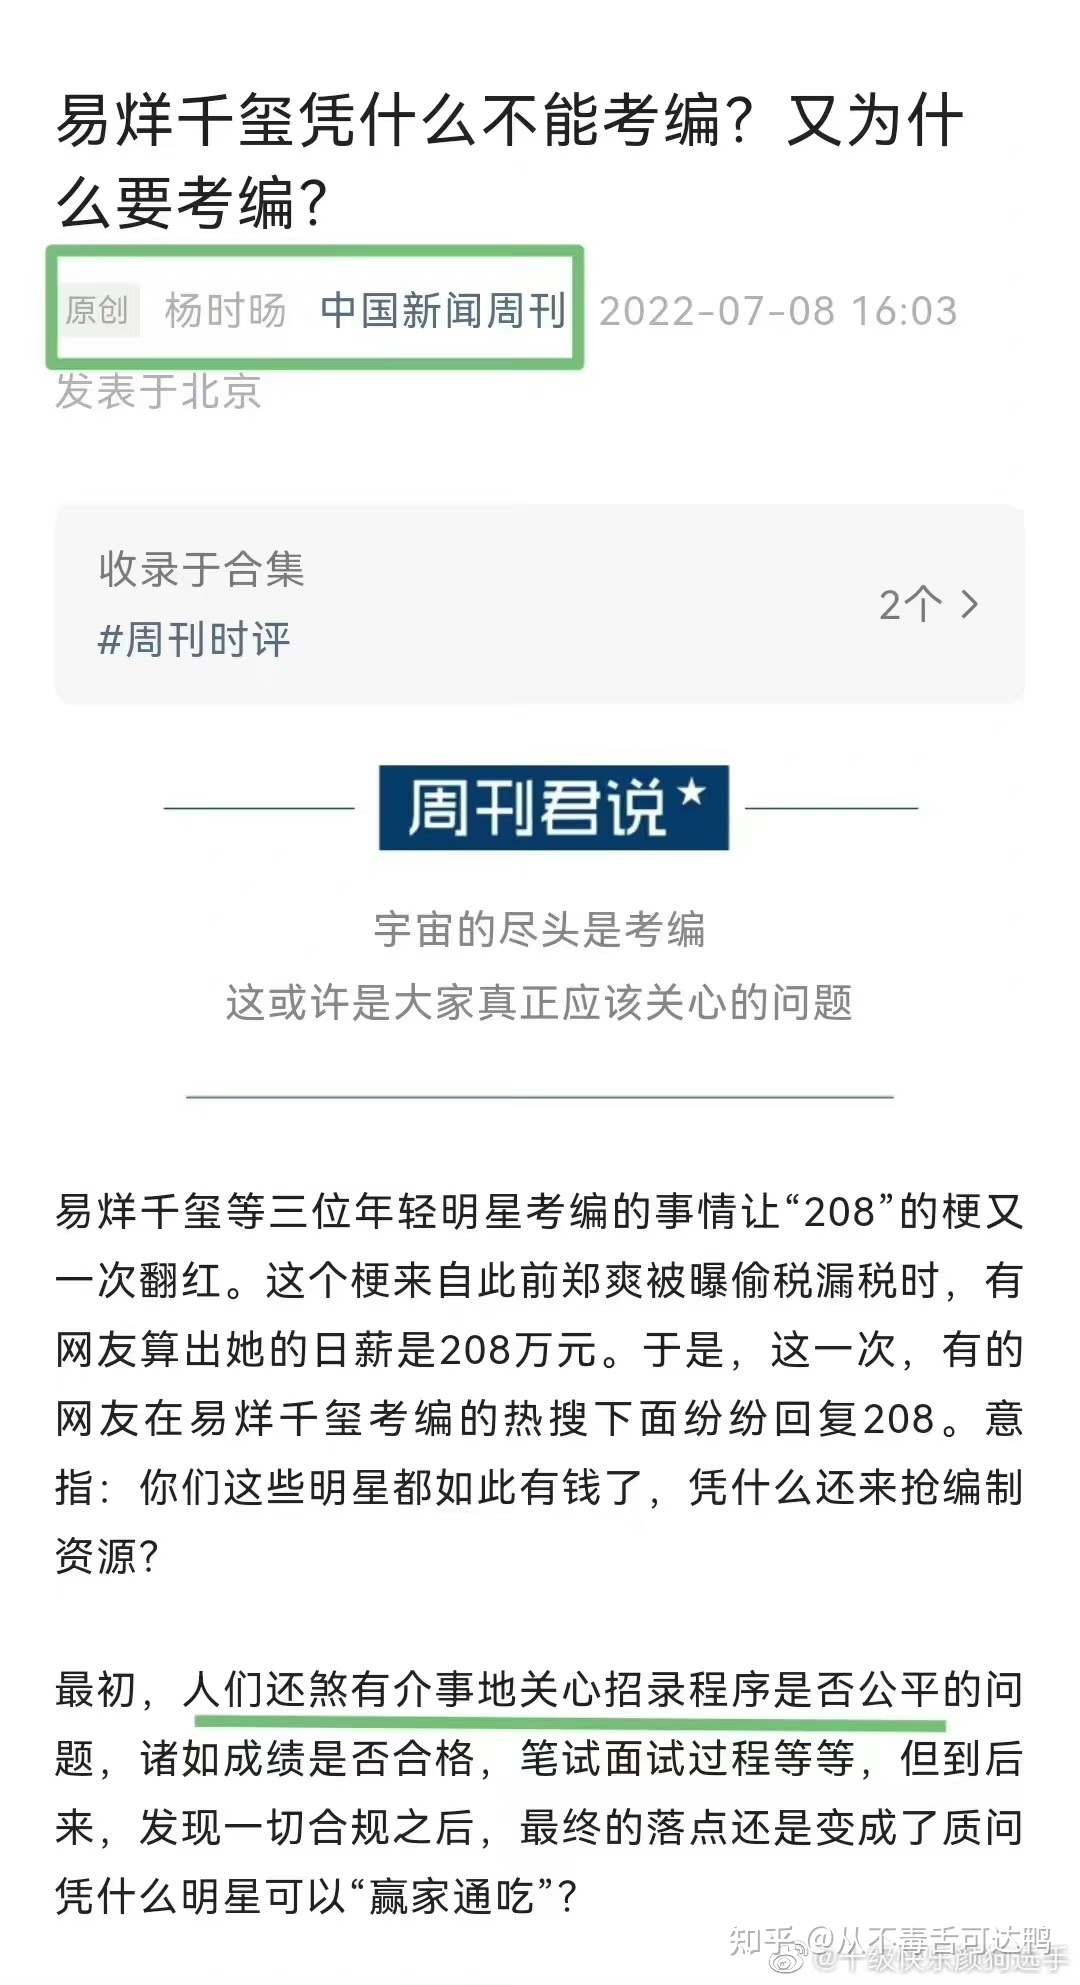 易烊千玺凭什么不能考编？又为什
么要考编？
原创 杨时旸 中国新闻周刊 2022-07-08 16:03
发表于北京
收录于合集
#周刊时评
2个 >
周刊君说★
宇宙的尽头是考编
这或许是大家真正应该关心的问题
易烊千玺等三位年轻明星考编的事情让“208”的梗又
一次翻红。这个梗来自此前郑爽被曝偷税漏税时，有
网友算出她的日薪是208万元。于是，这一次，有的
网友在易烊千玺考编的热搜下面纷纷回复208。意
指：你们这些明星都如此有钱了，凭什么还来抢编制
资源？
最初，人们还煞有介事地关心招录程序是否公平的问
题，诸如成绩是否合格，笔试面试过程等等，但到后
来，发现一切合规之后，最终的落点还是变成了质问
凭什么明星可以“赢家通吃”？
知乎 @从不毒舌可达鸭
@十级快乐颜狗选手